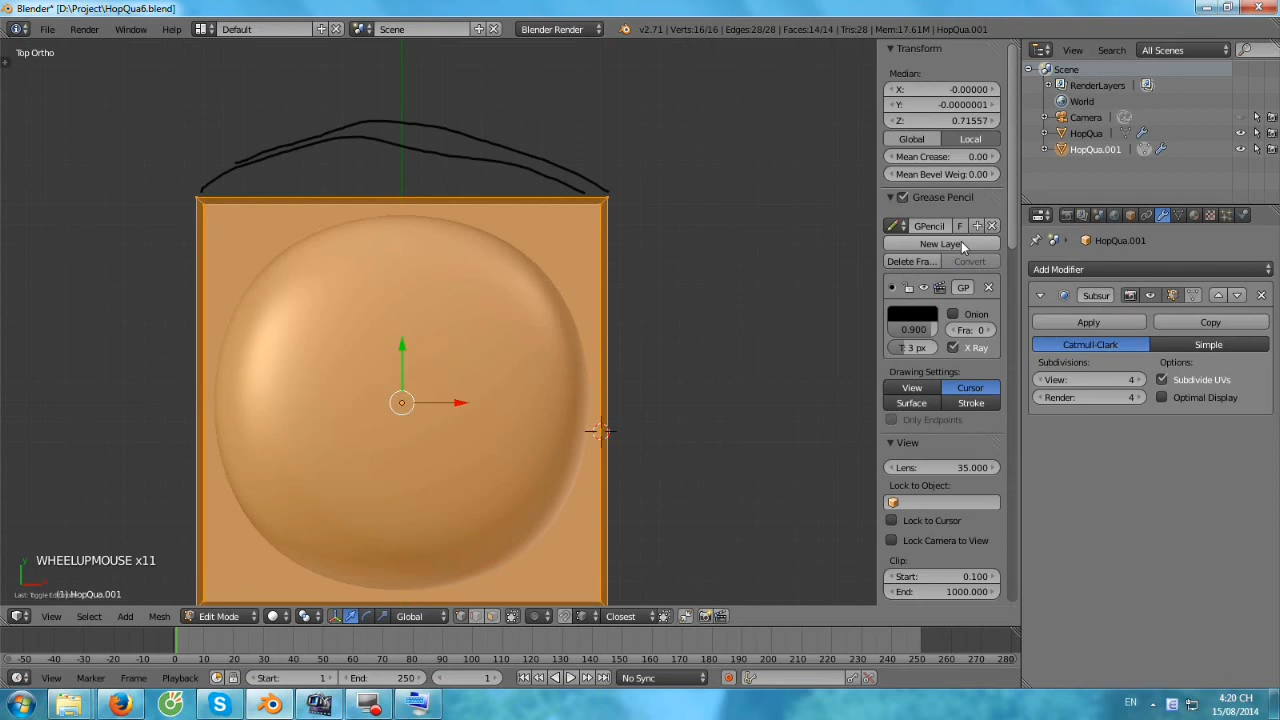 Blender* [D:\Project\HopQua6.blend]
File Render Window Help Default Scene Blender Render v2.71 | Verts:16/16 | Edges:28/28 | Faces:14/14 | Tris:28 | Mem:17.61M | HopQua.001
Top Ortho
Transform
Median:
X: -0.00000
Y: -0.0000001
Z: 0.71557
Global Local
Mean Crease: 0.00
Mean Bevel Weig: 0.00
Grease Pencil
GPencil F
New Layer
Delete Fra... Convert
GP
Onion
0.900 Fra: 0
T: 3 px X Ray
Drawing Settings:
View Cursor
Surface Stroke
Only Endpoints
View
Lens: 35.000
Lock to Object:
Lock to Cursor
Lock Camera to View
Clip:
Start: 0.100
End: 1000.000
View Search All Scenes
Scene
RenderLayers
World
Camera
HopQua
HopQua.001
HopQua.001
Add Modifier
Subsur
Apply Copy
Catmull-Clark Simple
Subdivisions: Options:
View: 4 Subdivide UVs
Render: 4 Optimal Display
WHEELUPMOUSE x11
(1) HopQua.001
View Select Add Mesh Edit Mode Global Closest
-50 -40 -30 -20 -10 0 10 20 30 40 50 60 70 80 90 100 110 120 130 140 150 160 170 180 190 200 210 220 230 240 250 260 270 280
View Marker Frame Playback Start: 1 End: 250 1 No Sync
EN 4:20 CH
15/08/2014